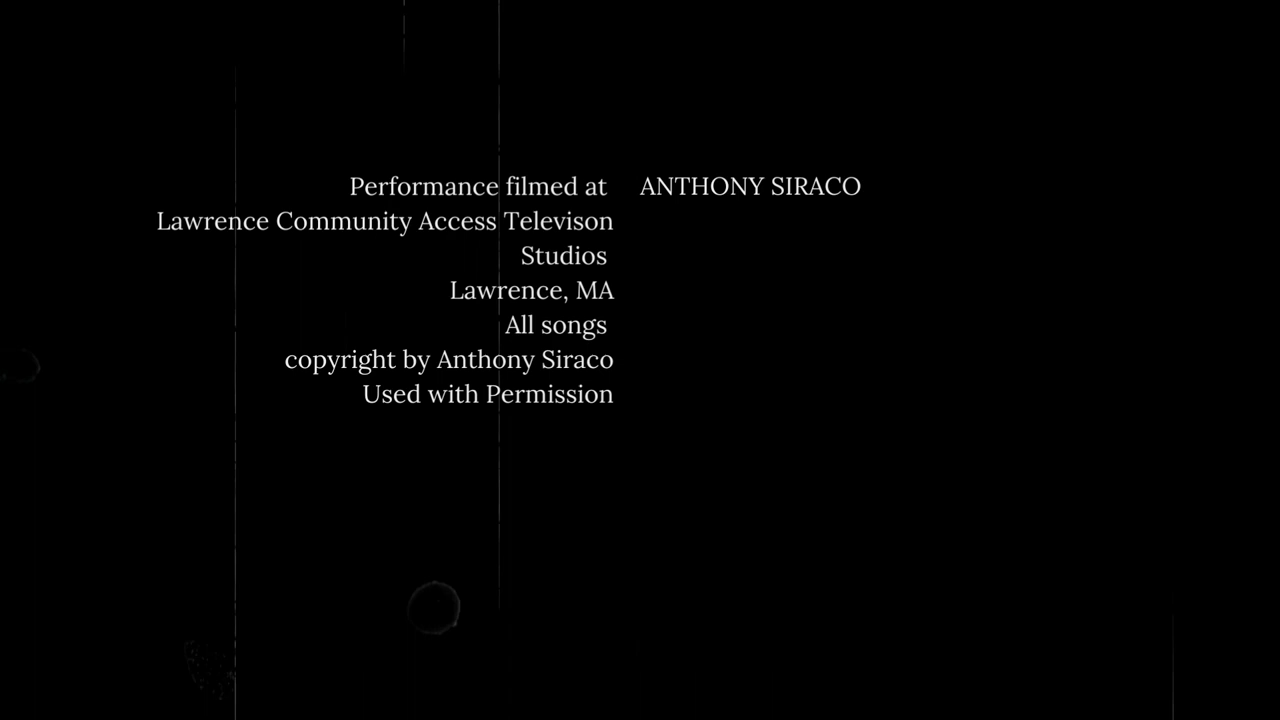 Performance filmed at ANTHONY SIRACO
Lawrence Community Access Televison
Studios
Lawrence, MA
All songs
copyright by Anthony Siraco
Used with Permission